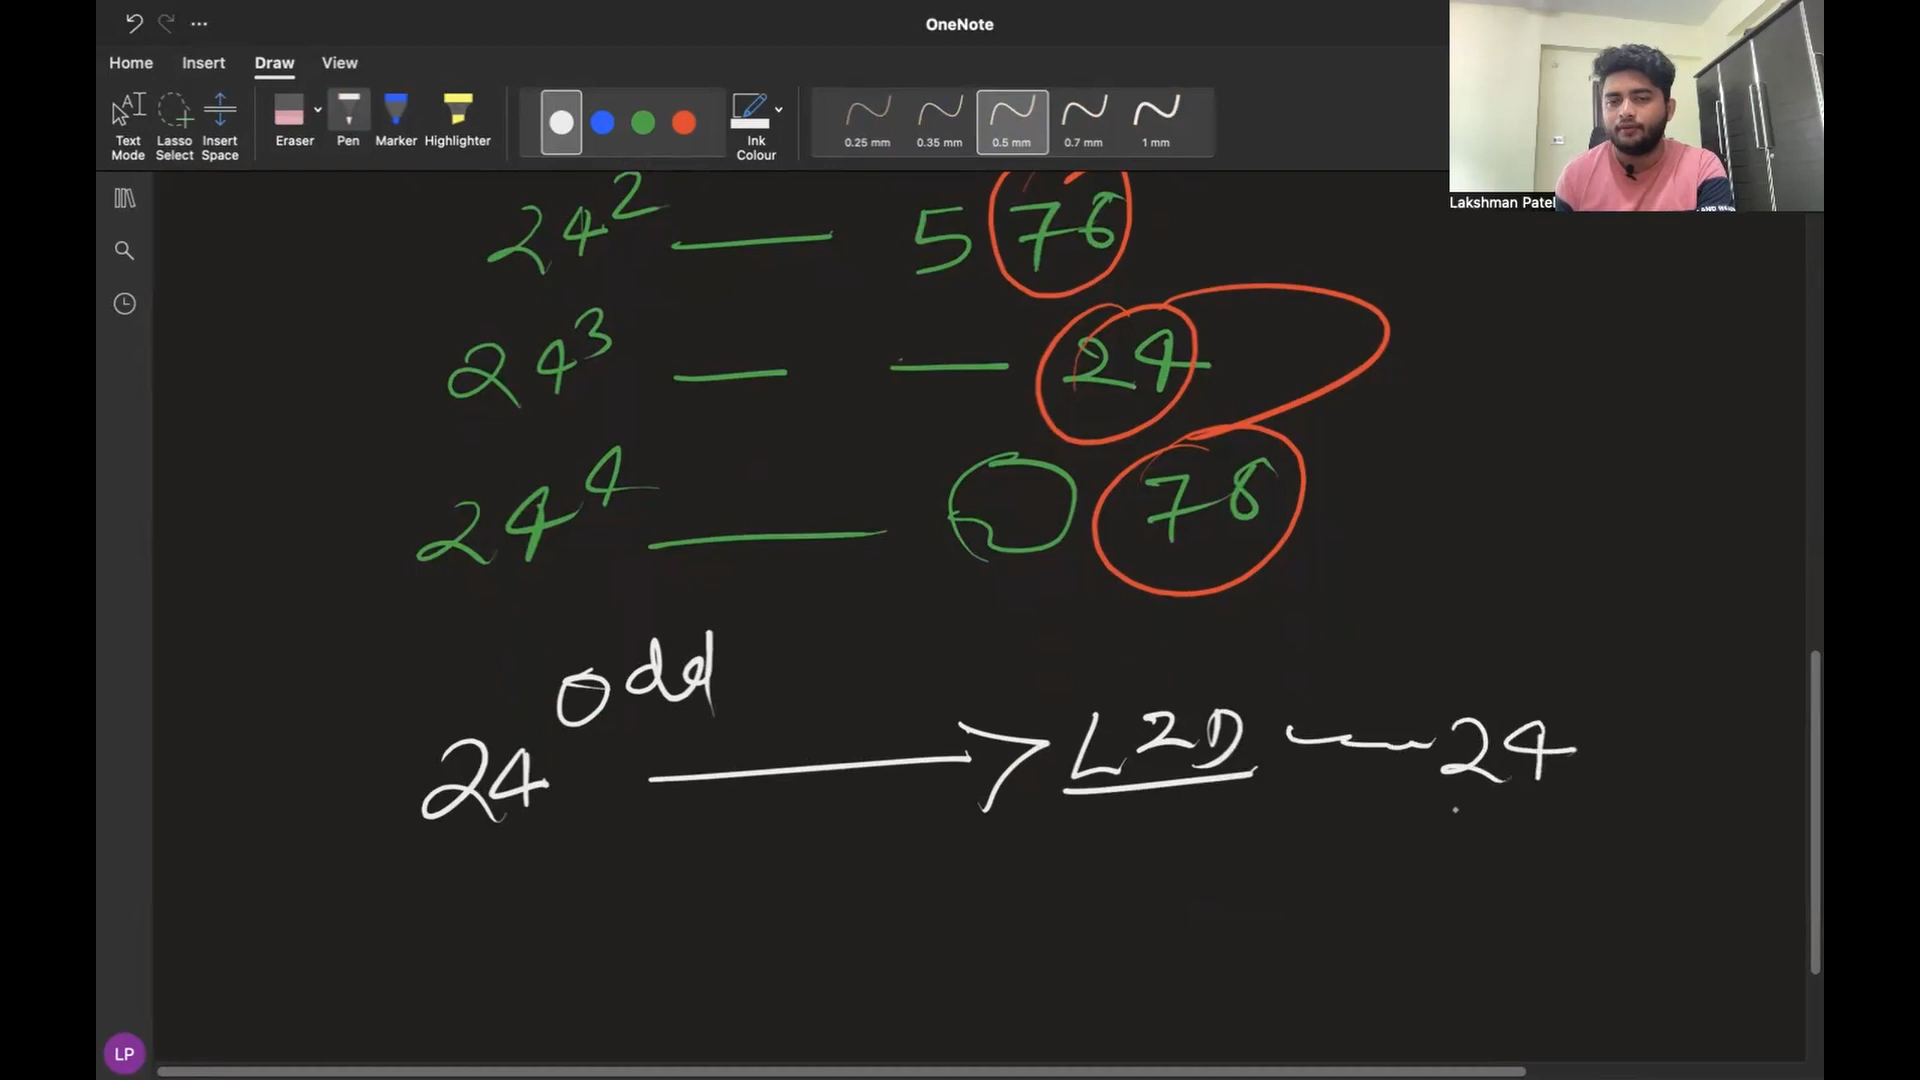 OneNote
Home Insert Draw View
Text Mode
Lasso Select
Insert Space
Eraser
Pen
Marker
Highlighter
Ink Colour
0.25 mm
0.35 mm
0.5 mm
0.7 mm
1 mm
Lakshman Patel
24² — 576
24³ — — 24
24⁴ — 76
24^odd → L2D — 24
LP